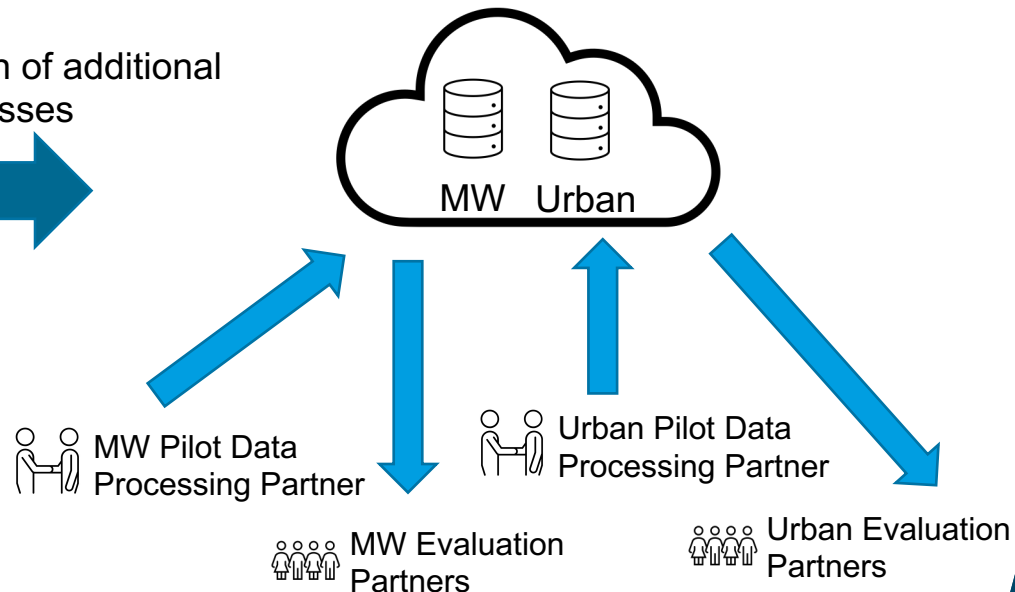 of additional
MW Urban
MW Pilot Data
Processing Partner
Urban Pilot Data
Processing Partner
MW Evaluation
Partners
Urban Evaluation
Partners